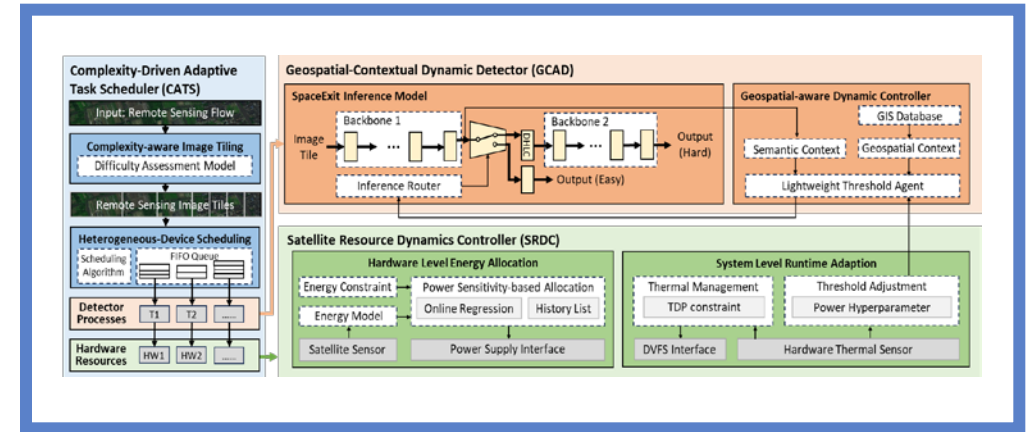 Complexity-Driven Adaptive
Task Scheduler (CATS)
Input: Remote Sensing Flow
Complexity-aware Image Tiling
Difficulty Assessment Model
Remote Sensing Image Tiles
Heterogeneous-Device Scheduling
Scheduling
Algorithm
FIFO Queue
Detector
Processes
T1
T2
......
Hardware
Resources
HW1
HW2
......
Geospatial-Contextual Dynamic Detector (GCAD)
SpaceExit Inference Model
Backbone 1
Image
Tile
...
Inference Router
DHLC
Backbone 2
...
Output
(Hard)
Output (Easy)
Geospatial-aware Dynamic Controller
GIS Database
Semantic Context
Geospatial Context
Lightweight Threshold Agent
Satellite Resource Dynamics Controller (SRDC)
Hardware Level Energy Allocation
Energy Constraint
Energy Model
Power Sensitivity-based Allocation
Online Regression
History List
Satellite Sensor
Power Supply Interface
System Level Runtime Adaption
Thermal Management
TDP constraint
Threshold Adjustment
Power Hyperparameter
DVFS Interface
Hardware Thermal Sensor